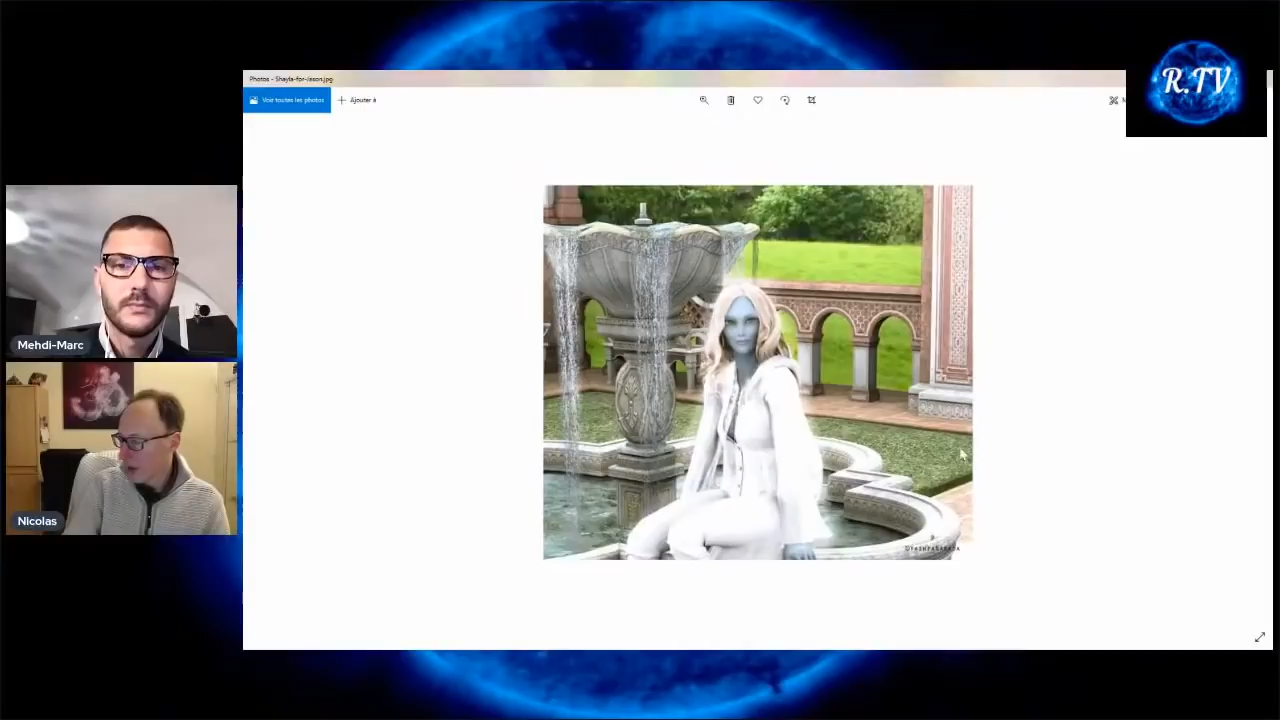 R.TV
Photos - Shayla-for-Jason.jpg
Voir toutes les photos
Ajouter à
Mehdi-Marc
Nicolas